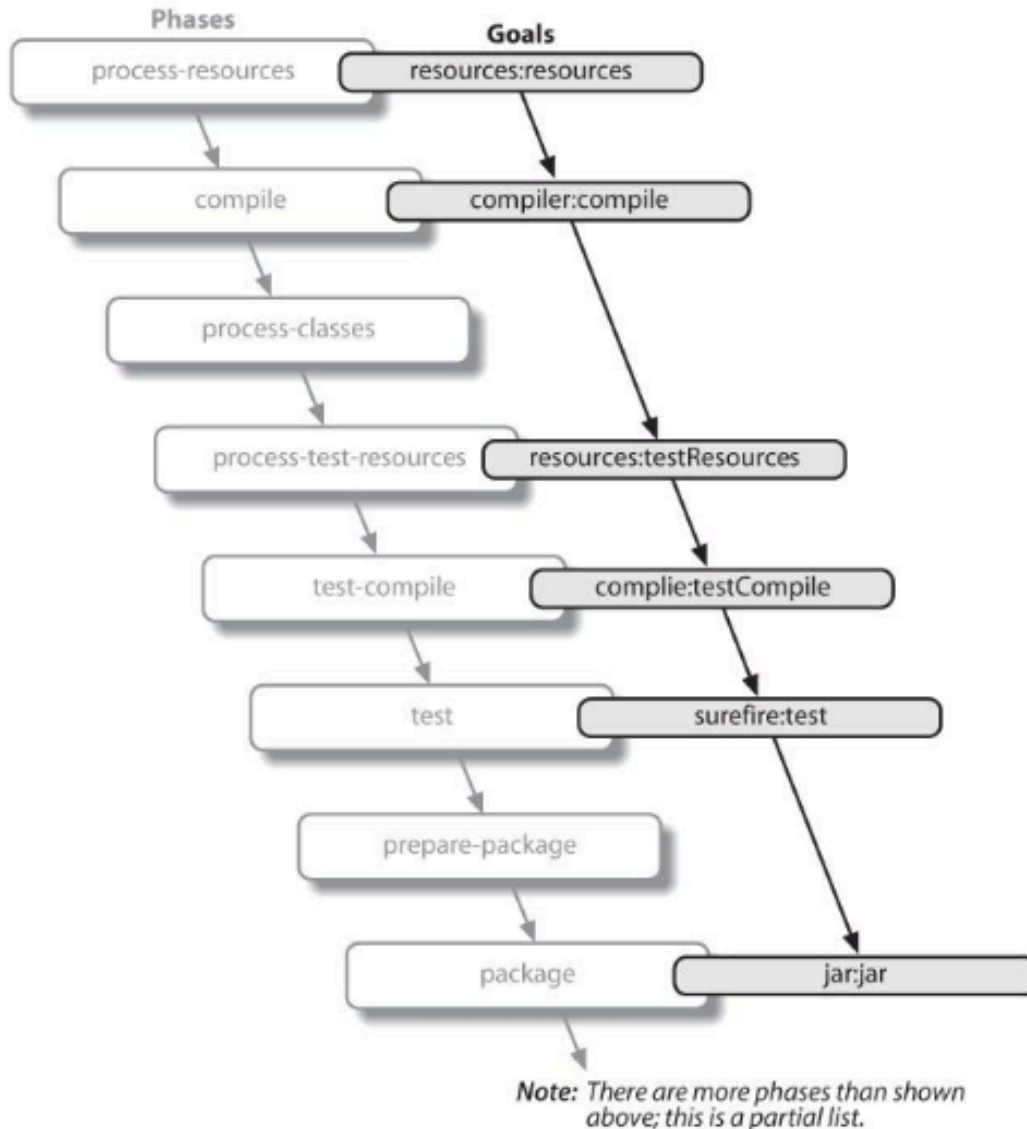 Phases
Goals
process-resources
resources:resources
compile
compiler:compile
process-classes
process-test-resources
resources:testResources
test-compile
complie:testCompile
test
surefire:test
prepare-package
package
jar:jar
Note: There are more phases than shown
above; this is a partial list.